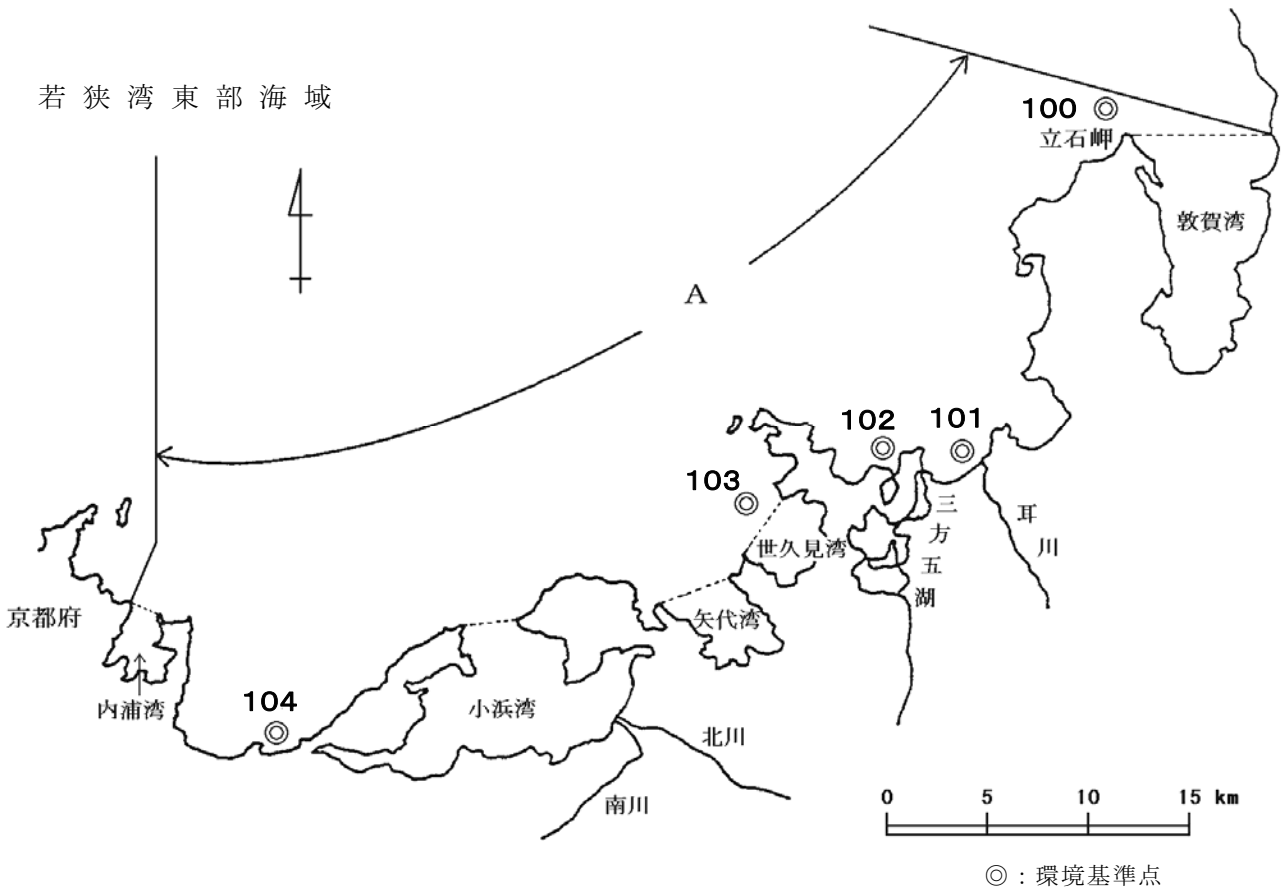 若狭湾東部海域
100
立石岬
敦賀湾
A
102
101
103
三方五湖
耳川
世久見湾
京都府
矢代湾
内浦湾
104
小浜湾
北川
南川
0 5 10 15 km
◎：環境基準点